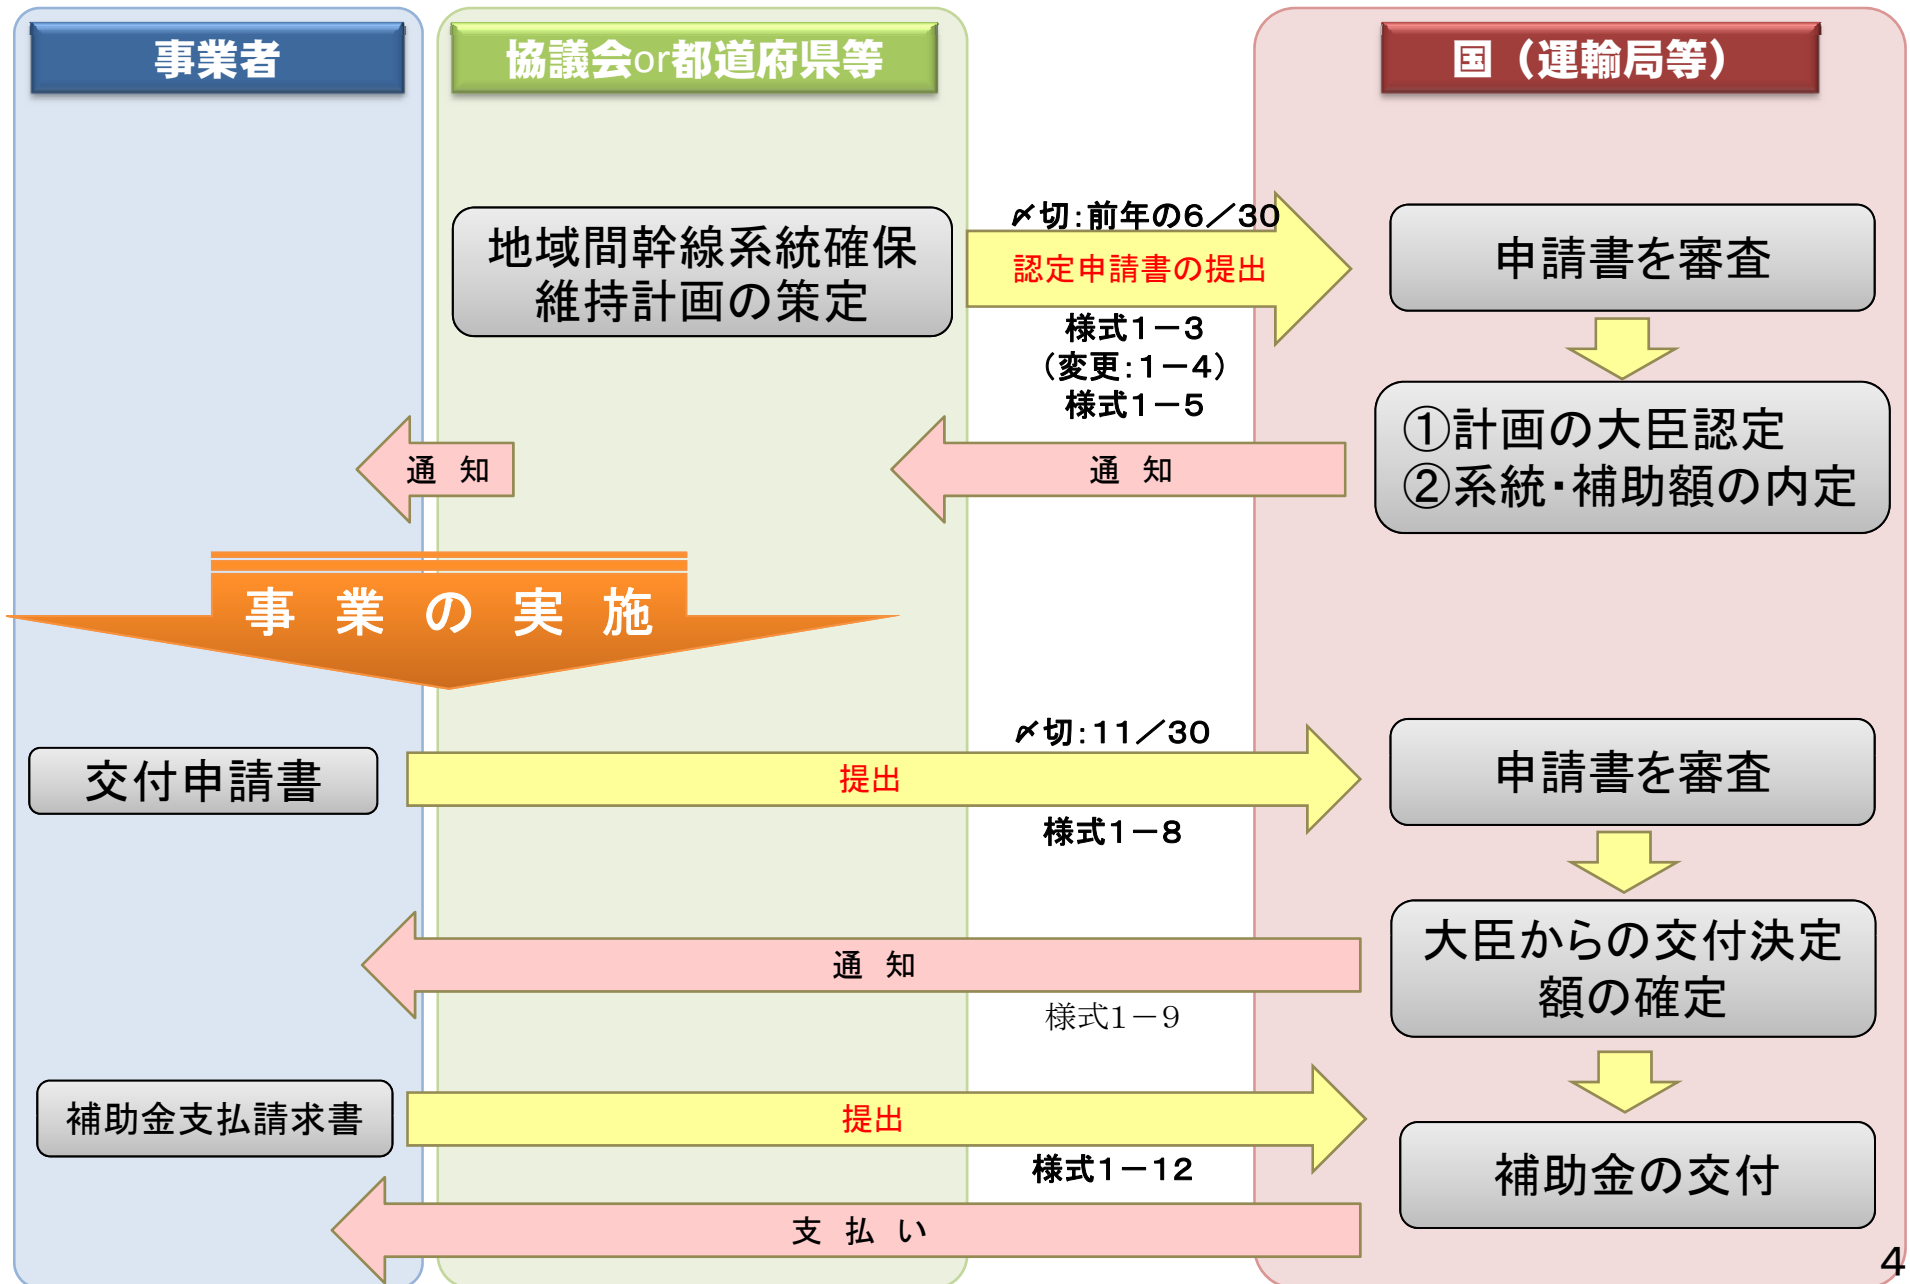 事業者
協議会or都道府県等
国（運輸局等）
地域間幹線系統確保
維持計画の策定
〆切：前年の6／30
認定申請書の提出
様式1－3
（変更：1－4）
様式1－5
申請書を審査
①計画の大臣認定
②系統・補助額の内定
通　知
通　知
事　業　の　実　施
交付申請書
〆切：11／30
提出
様式1－8
申請書を審査
大臣からの交付決定
額の確定
通　知
様式1－9
補助金支払請求書
提出
様式1－12
補助金の交付
支　払　い
4